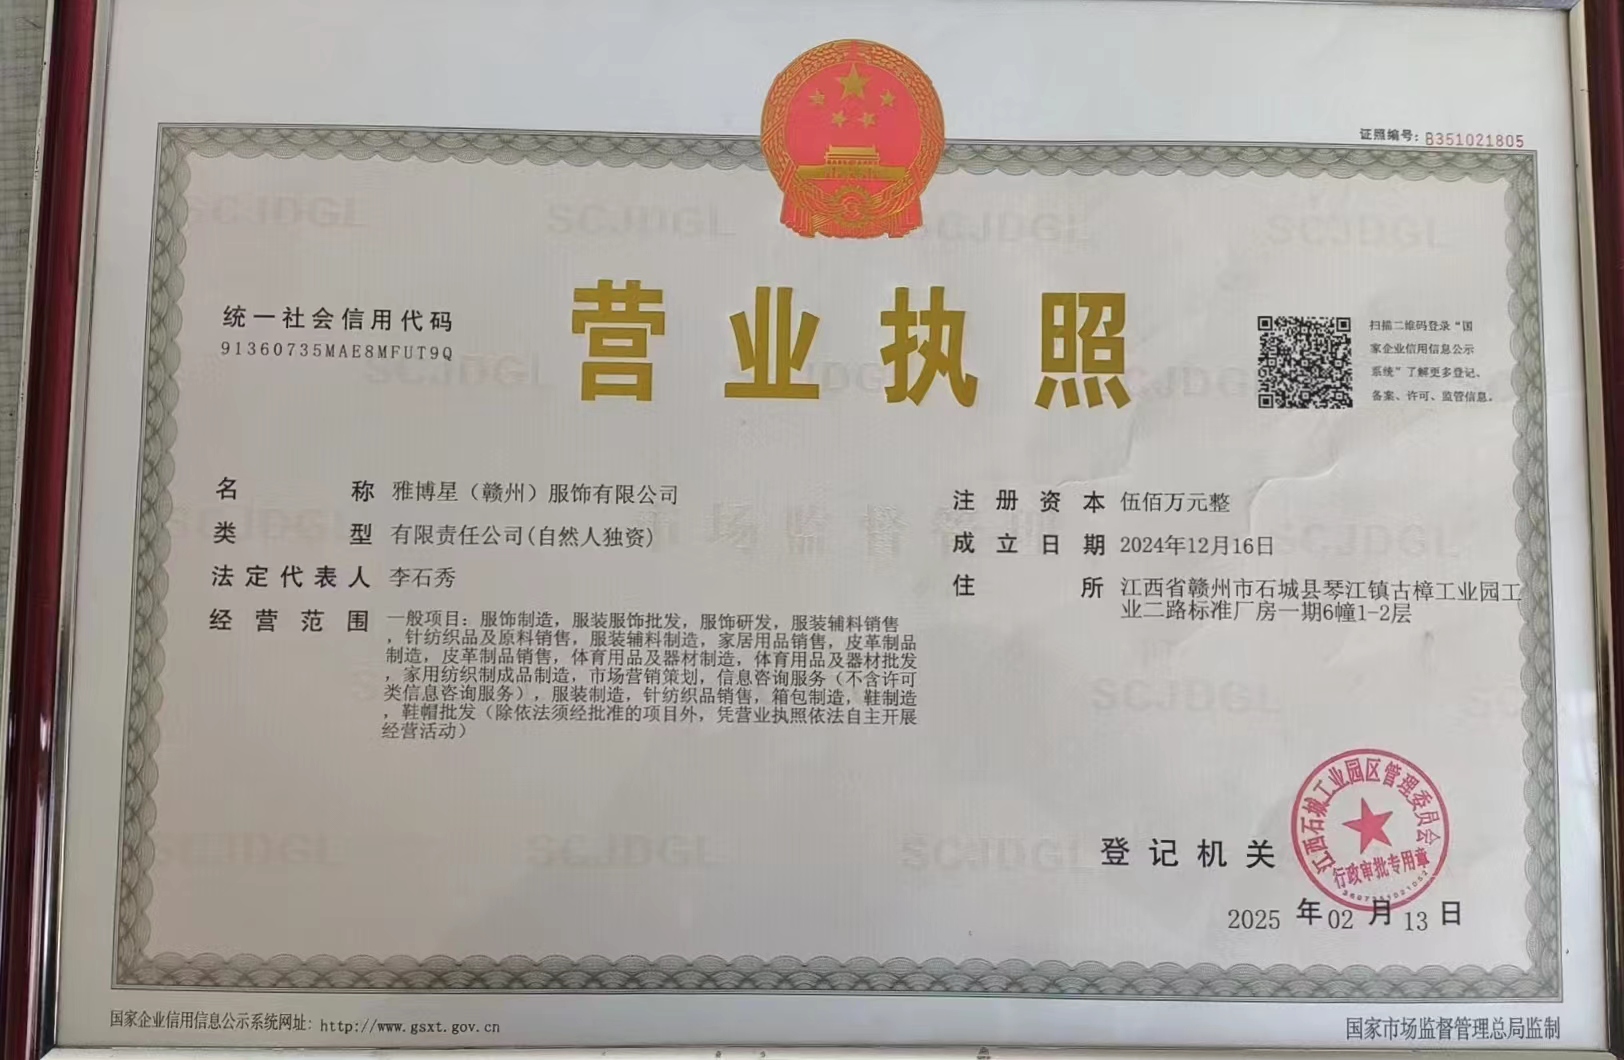 证照编号：B351021805
营业执照
统一社会信用代码
91360735MAE8MFUT9Q
扫描二维码登录“国
家企业信用信息公示
系统”了解更多登记、
备案、许可、监管信息。
名称 雅博星（赣州）服饰有限公司
类型 有限责任公司(自然人独资)
法定代表人 李石秀
经营范围 一般项目：服饰制造，服装服饰批发，服饰研发，服装辅料销售
，针纺织品及原料销售，服装辅料制造，家居用品销售，皮革制品
制造，皮革制品销售，体育用品及器材制造，体育用品及器材批发
，家用纺织制成品制造，市场营销策划，信息咨询服务（不含许可
类信息咨询服务），服装制造，针纺织品销售，箱包制造，鞋制造
，鞋帽批发（除依法须经批准的项目外，凭营业执照依法自主开展
经营活动）
注册资本 伍佰万元整
成立日期 2024年12月16日
住所 江西省赣州市石城县琴江镇古樟工业园工
业二路标准厂房一期6幢1-2层
登记机关
江西石城工业园区管理委员会
行政审批专用章
2025年02月13日
国家企业信用信息公示系统网址：http://www.gsxt.gov.cn
国家市场监督管理总局监制